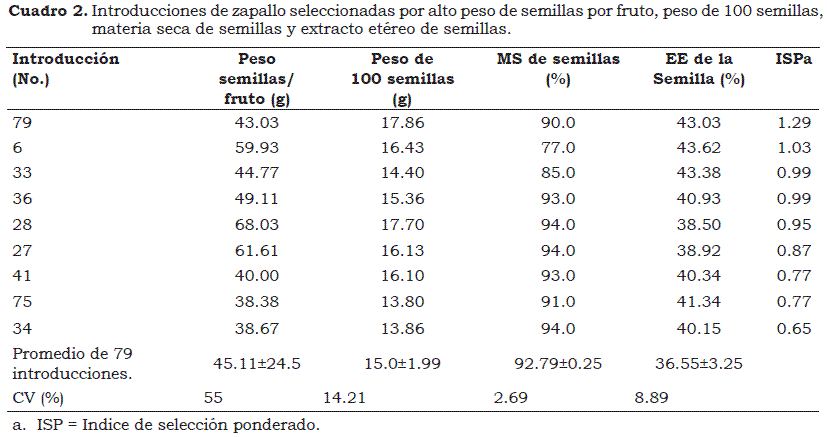 Cuadro 2. Introducciones de zapallo seleccionadas por alto peso de semillas por fruto, peso de 100 semillas,
materia seca de semillas y extracto etéreo de semillas.
Introducción Peso Peso de MS de semillas EE de la ISPa
(No.) semillas/ 100 semillas (%) Semilla (%)
fruto (g) (g)
79 43.03 17.86 90.0 43.03 1.29
6 59.93 16.43 77.0 43.62 1.03
33 44.77 14.40 85.0 43.38 0.99
36 49.11 15.36 93.0 40.93 0.99
28 68.03 17.70 94.0 38.50 0.95
27 61.61 16.13 94.0 38.92 0.87
41 40.00 16.10 93.0 40.34 0.77
75 38.38 13.80 91.0 41.34 0.77
34 38.67 13.86 94.0 40.15 0.65
Promedio de 79
introducciones. 45.11±24.5 15.0±1.99 92.79±0.25 36.55±3.25
CV (%) 55 14.21 2.69 8.89
a. ISP = Indice de selección ponderado.